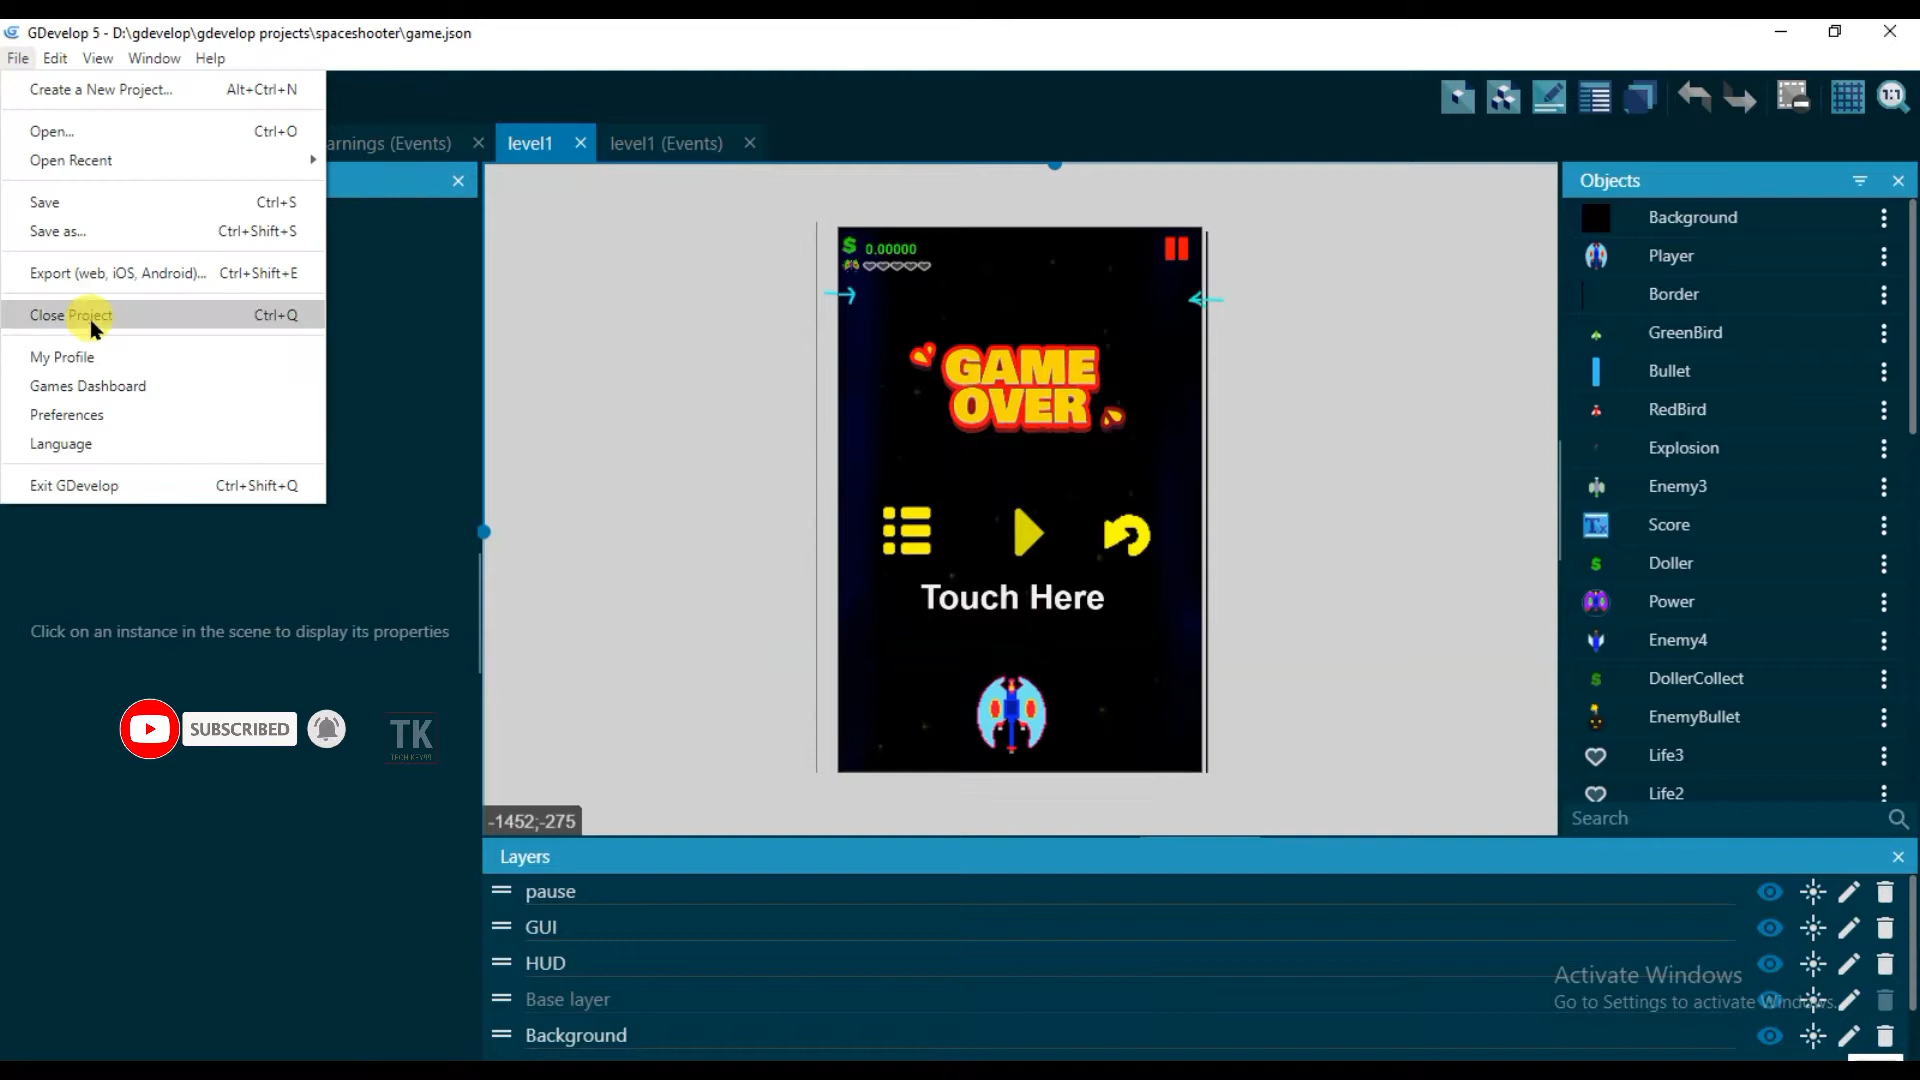 GDevelop 5 - D:\gdevelop\gdevelop projects\spaceshooter\game.json
File Edit View Window Help
Create a New Project... Alt+Ctrl+N
Open... Ctrl+O
Open Recent
Save Ctrl+S
Save as... Ctrl+Shift+S
Export (web, iOS, Android)... Ctrl+Shift+E
Close Project Ctrl+Q
My Profile
Games Dashboard
Preferences
Language
Exit GDevelop Ctrl+Shift+Q
arnings (Events)
level1
level1 (Events)
1:1
Click on an instance in the scene to display its properties
SUBSCRIBED
TK
TECH KEY99
$ 0.00000
GAME
OVER
Touch Here
-1452;-275
Objects
Background
Player
Border
GreenBird
Bullet
RedBird
Explosion
Enemy3
Tx Score
$ Doller
Power
Enemy4
$ DollerCollect
EnemyBullet
Life3
Life2
Search
Layers
pause
GUI
HUD
Base layer
Background
Activate Windows
Go to Settings to activate Windows.